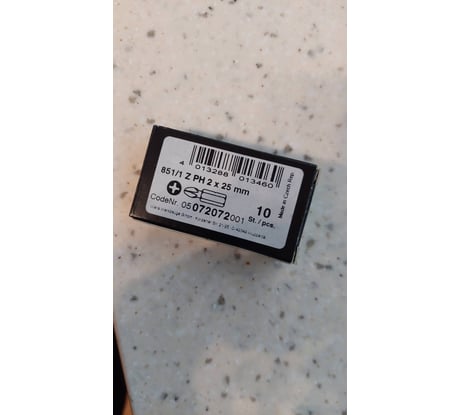 4 013288 013460
Made in Czech Rep.
851/1 Z PH 2 x 25 mm
10
St. / pcs.
CodeNr. 05072072001